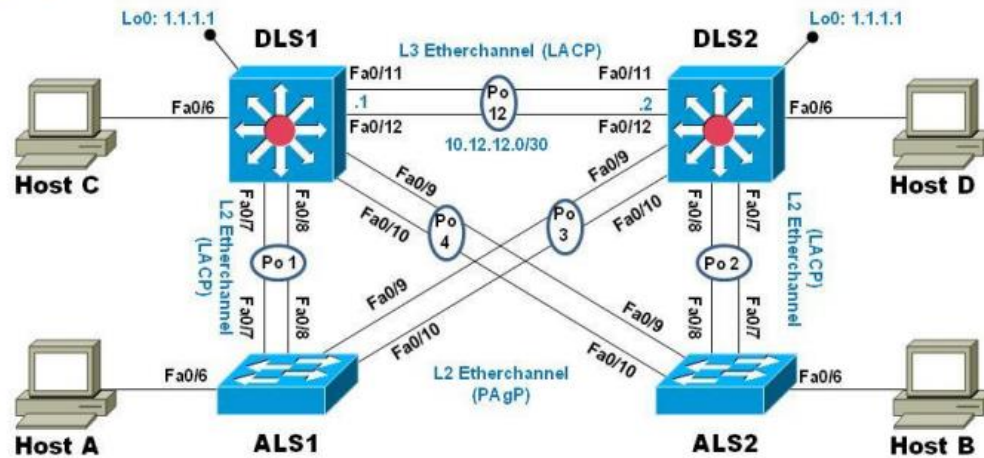 Lo0: 1.1.1.1
Lo0: 1.1.1.1
DLS1
L3 Etherchannel (LACP)
DLS2
Fa0/11
Fa0/11
Fa0/6
Po
12
Fa0/6
.1
.2
Fa0/12
Fa0/12
10.12.12.0/30
Host C
Host D
Fa0/9
Fa0/9
Fa0/7
Fa0/8
Fa0/10
Po
4
Po
3
Fa0/10
Fa0/8
Fa0/7
L2 Etherchannel
(LACP)
Po 1
Po 2
(LACP)
L2 Etherchannel
Fa0/7
Fa0/8
Fa0/9
Fa0/10
Fa0/9
Fa0/10
Fa0/8
Fa0/7
Fa0/6
L2 Etherchannel
(PAgP)
Fa0/6
Host A
ALS1
ALS2
Host B